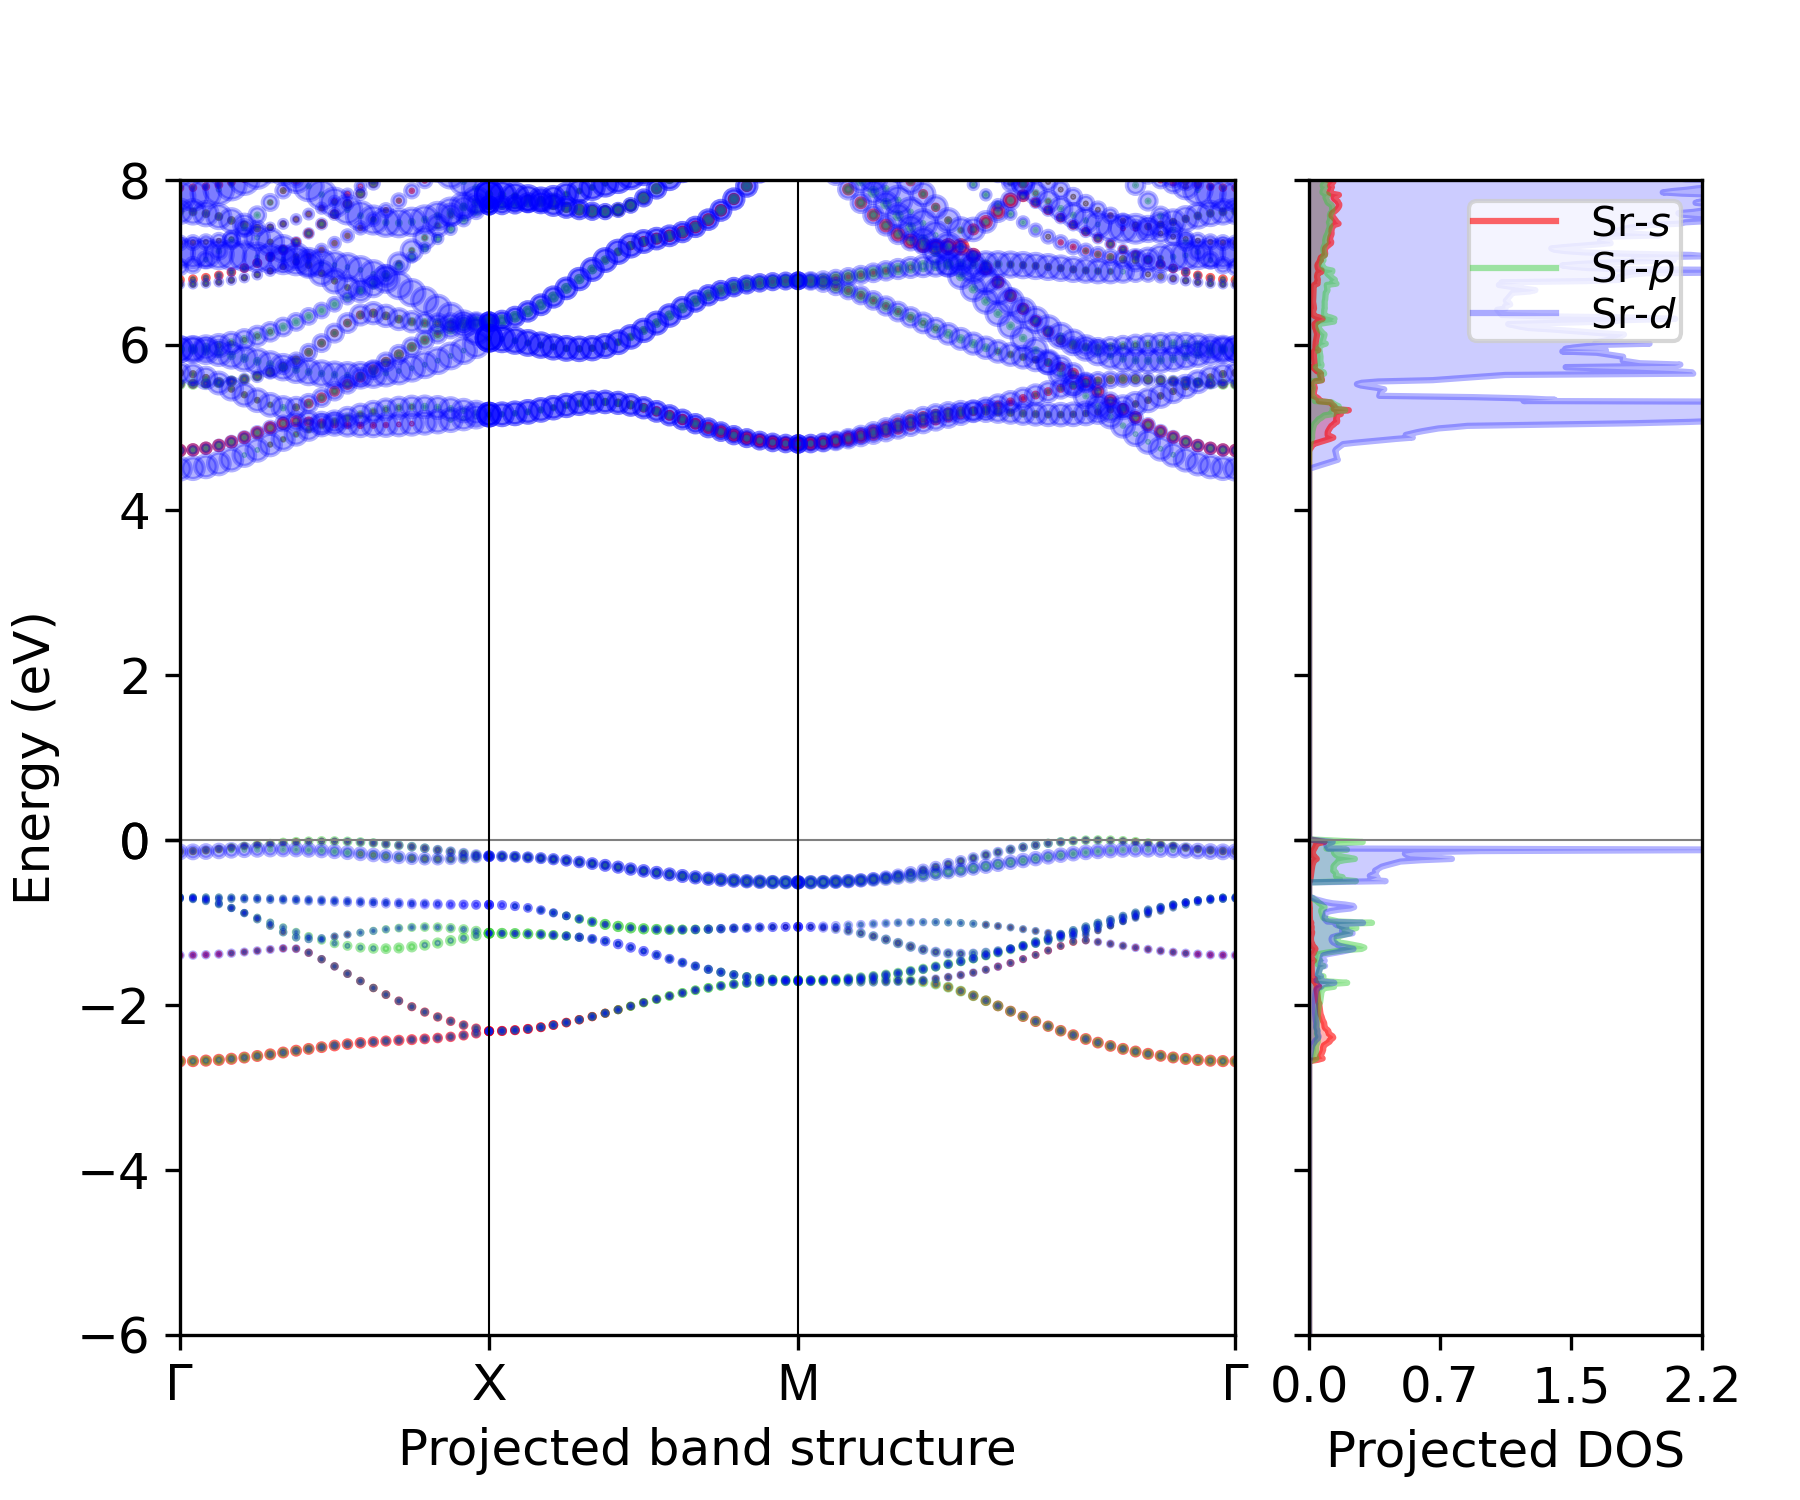 8
6
4
2
0
−2
−4
−6
Energy (eV)
Γ X M Γ
Projected band structure
Sr-s
Sr-p
Sr-d
0.0 0.7 1.5 2.2
Projected DOS